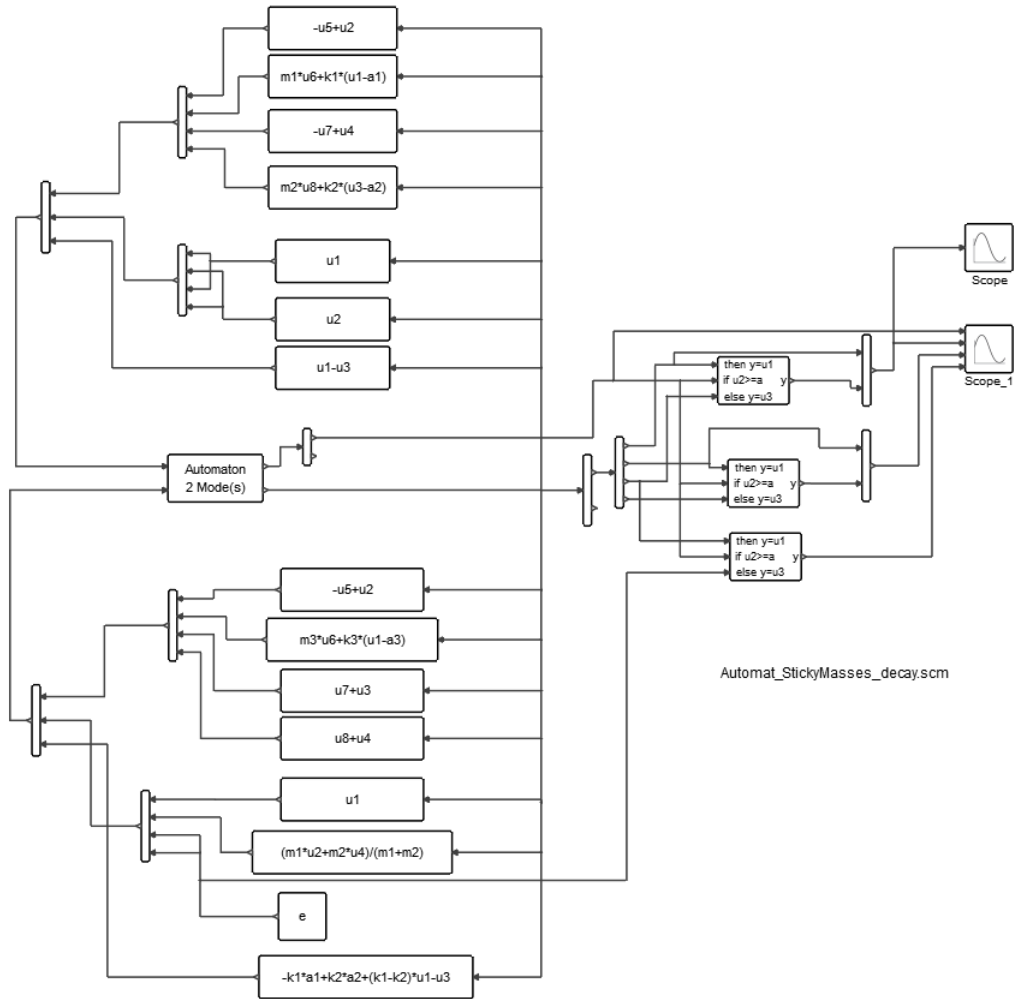 -u5+u2
m1*u6+k1*(u1-a1)
-u7+u4
m2*u8+k2*(u3-a2)
u1
u2
u1-u3
Scope
Scope_1
then y=u1
if u2>=a y
else y=u3
Automaton
2 Mode(s)
then y=u1
if u2>=a y
else y=u3
then y=u1
if u2>=a y
else y=u3
-u5+u2
m3*u6+k3*(u1-a3)
u7+u3
u8+u4
Automat_StickyMasses_decay.scm
u1
(m1*u2+m2*u4)/(m1+m2)
e
-k1*a1+k2*a2+(k1-k2)*u1-u3